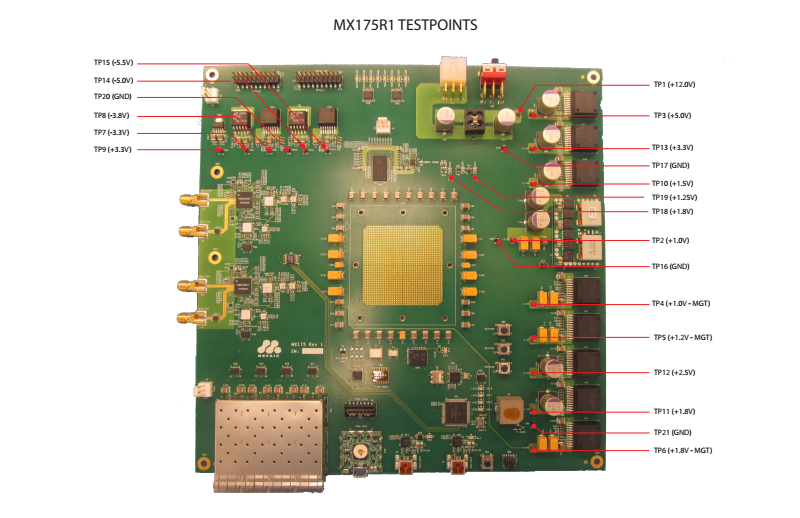 MX175R1 TESTPOINTS
TP15 (-5.5V)
TP14 (-5.0V)
TP20 (GND)
TP8 (-3.8V)
TP7 (-3.3V)
TP9 (+3.3V)
TP1 (+12.0V)
TP3 (+5.0V)
TP13 (+3.3V)
TP17 (GND)
TP10 (+1.5V)
TP19 (+1.25V)
TP18 (+1.8V)
TP2 (+1.0V)
TP16 (GND)
TP4 (+1.0V - MGT)
TP5 (+1.2V - MGT)
TP12 (+2.5V)
TP11 (+1.8V)
TP21 (GND)
TP6 (+1.8V - MGT)
MX175 Rev 1
SN:
MOSAIX